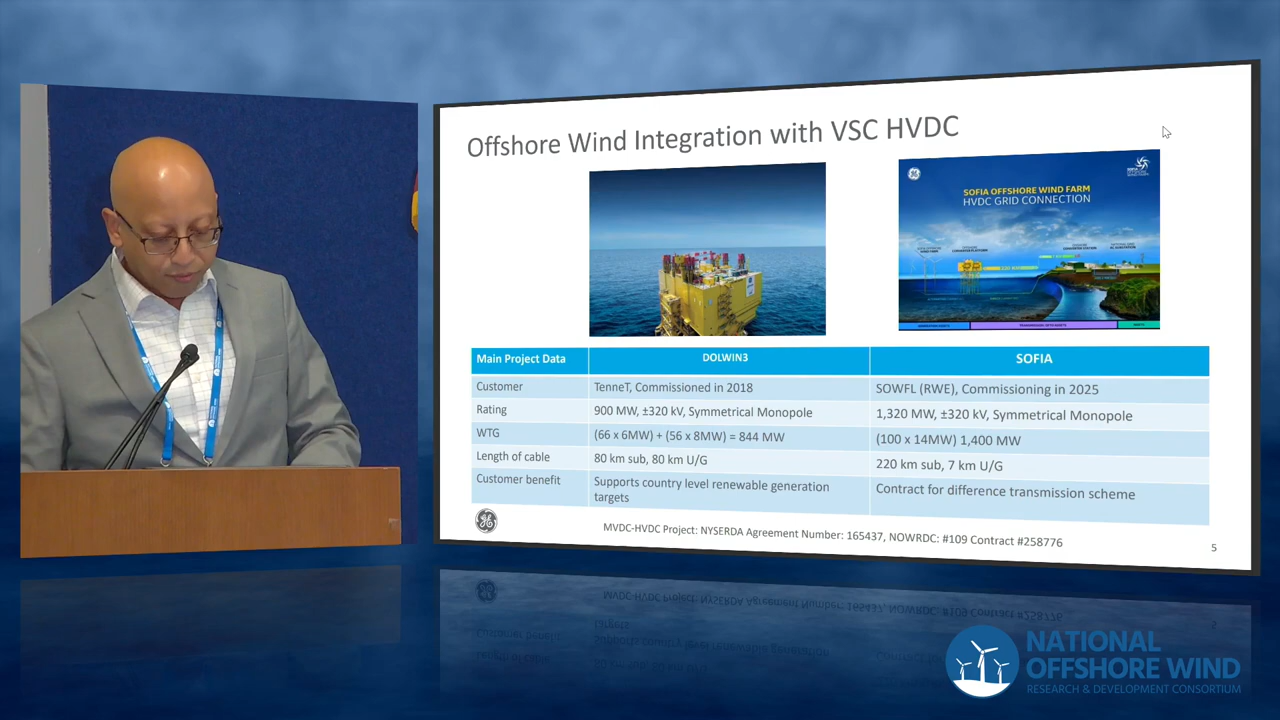 Offshore Wind Integration with VSC HVDC
SOFIA OFFSHORE WIND FARM
HVDC GRID CONNECTION
Main Project Data DOLWIN3 SOFIA
Customer TenneT, Commissioned in 2018 SOWFL (RWE), Commissioning in 2025
Rating 900 MW, ±320 kV, Symmetrical Monopole 1,320 MW, ±320 kV, Symmetrical Monopole
WTG (66 x 6MW) + (56 x 8MW) = 844 MW (100 x 14MW) 1,400 MW
Length of cable 80 km sub, 80 km U/G 220 km sub, 7 km U/G
Customer benefit Supports country level renewable generation Contract for difference transmission scheme
targets
MVDC-HVDC Project: NYSERDA Agreement Number: 165437, NOWRDC: #109 Contract #258776
5
NATIONAL
OFFSHORE WIND
RESEARCH & DEVELOPMENT CONSORTIUM